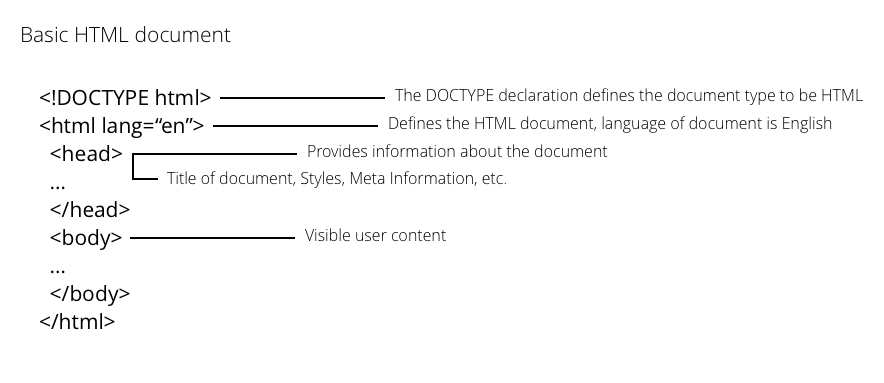 Basic HTML document
<!DOCTYPE html> The DOCTYPE declaration defines the document type to be HTML
<html lang=“en”> Defines the HTML document, language of document is English
<head> Provides information about the document
... Title of document, Styles, Meta Information, etc.
</head>
<body> Visible user content
...
</body>
</html>